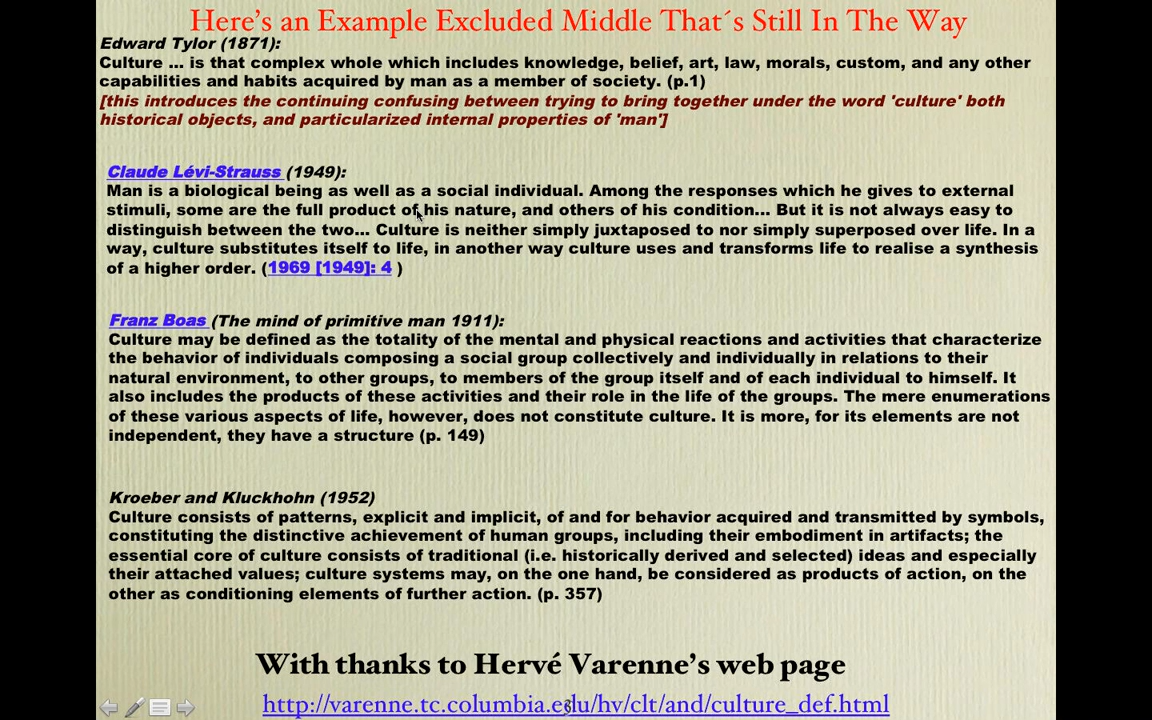 Here's an Example Excluded Middle That´s Still In The Way
Edward Tylor (1871):
Culture ... is that complex whole which includes knowledge, belief, art, law, morals, custom, and any other
capabilities and habits acquired by man as a member of society. (p.1)
[this introduces the continuing confusing between trying to bring together under the word 'culture' both
historical objects, and particularized internal properties of 'man']
Claude Lévi-Strauss (1949):
Man is a biological being as well as a social individual. Among the responses which he gives to external
stimuli, some are the full product of his nature, and others of his condition... But it is not always easy to
distinguish between the two... Culture is neither simply juxtaposed to nor simply superposed over life. In a
way, culture substitutes itself to life, in another way culture uses and transforms life to realise a synthesis
of a higher order. (1969 [1949]: 4 )
Franz Boas (The mind of primitive man 1911):
Culture may be defined as the totality of the mental and physical reactions and activities that characterize
the behavior of individuals composing a social group collectively and individually in relations to their
natural environment, to other groups, to members of the group itself and of each individual to himself. It
also includes the products of these activities and their role in the life of the groups. The mere enumerations
of these various aspects of life, however, does not constitute culture. It is more, for its elements are not
independent, they have a structure (p. 149)
Kroeber and Kluckhohn (1952)
Culture consists of patterns, explicit and implicit, of and for behavior acquired and transmitted by symbols,
constituting the distinctive achievement of human groups, including their embodiment in artifacts; the
essential core of culture consists of traditional (i.e. historically derived and selected) ideas and especially
their attached values; culture systems may, on the one hand, be considered as products of action, on the
other as conditioning elements of further action. (p. 357)
With thanks to Hervé Varenne's web page
http://varenne.tc.columbia.edu/hv/clt/and/culture_def.html